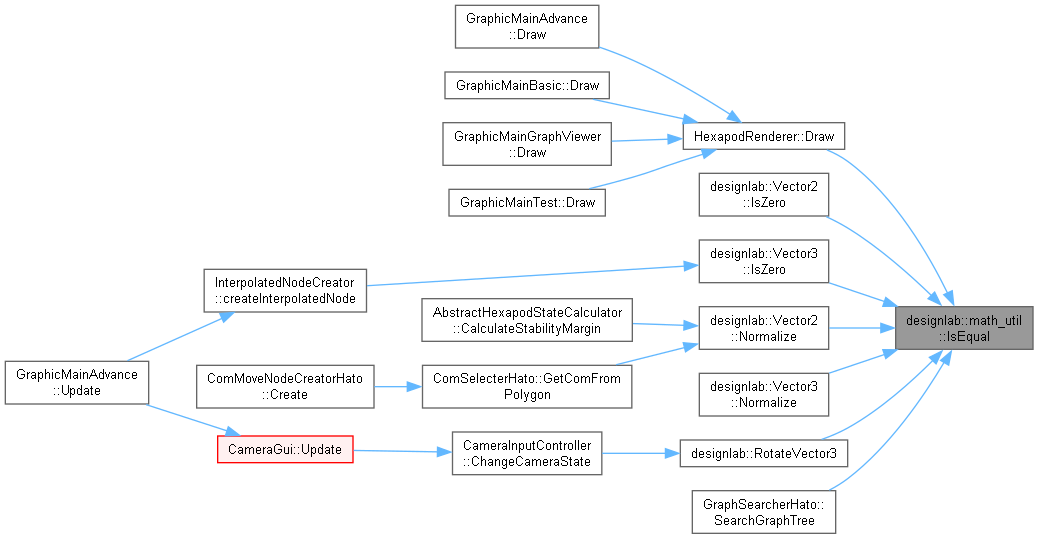 GraphicMainAdvance
::Draw
GraphicMainBasic::Draw
GraphicMainGraphViewer
::Draw
GraphicMainTest::Draw
HexapodRenderer::Draw
designlab::Vector2
::IsZero
designlab::Vector3
::IsZero
InterpolatedNodeCreator
::createInterpolatedNode
AbstractHexapodStateCalculator
::CalculateStabilityMargin
designlab::Vector2
::Normalize
designlab::math_util
::IsEqual
GraphicMainAdvance
::Update
ComMoveNodeCreatorHato
::Create
ComSelecterHato::GetComFrom
Polygon
designlab::Vector3
::Normalize
CameraGui::Update
CameraInputController
::ChangeCameraState
designlab::RotateVector3
GraphSearcherHato::
SearchGraphTree